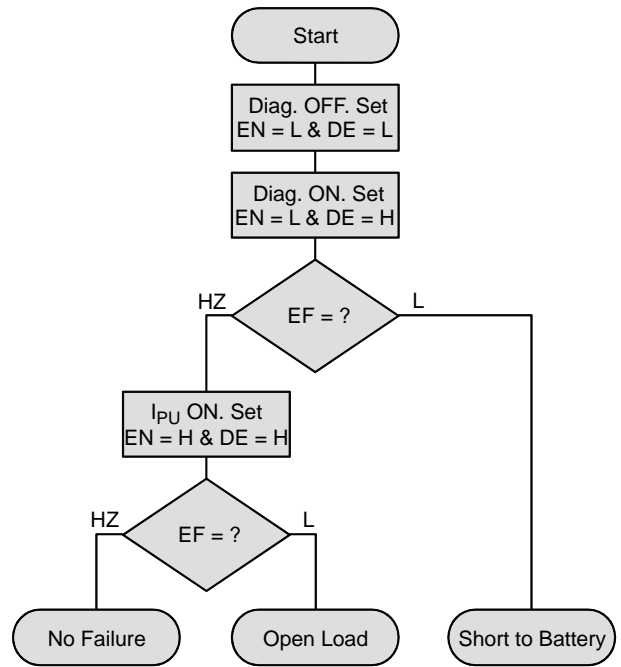 Start
Diag. OFF. Set
EN = L & DE = L
Diag. ON. Set
EN = L & DE = H
HZ
EF = ?
L
IPU ON. Set
EN = H & DE = H
HZ
EF = ?
L
No Failure
Open Load
Short to Battery